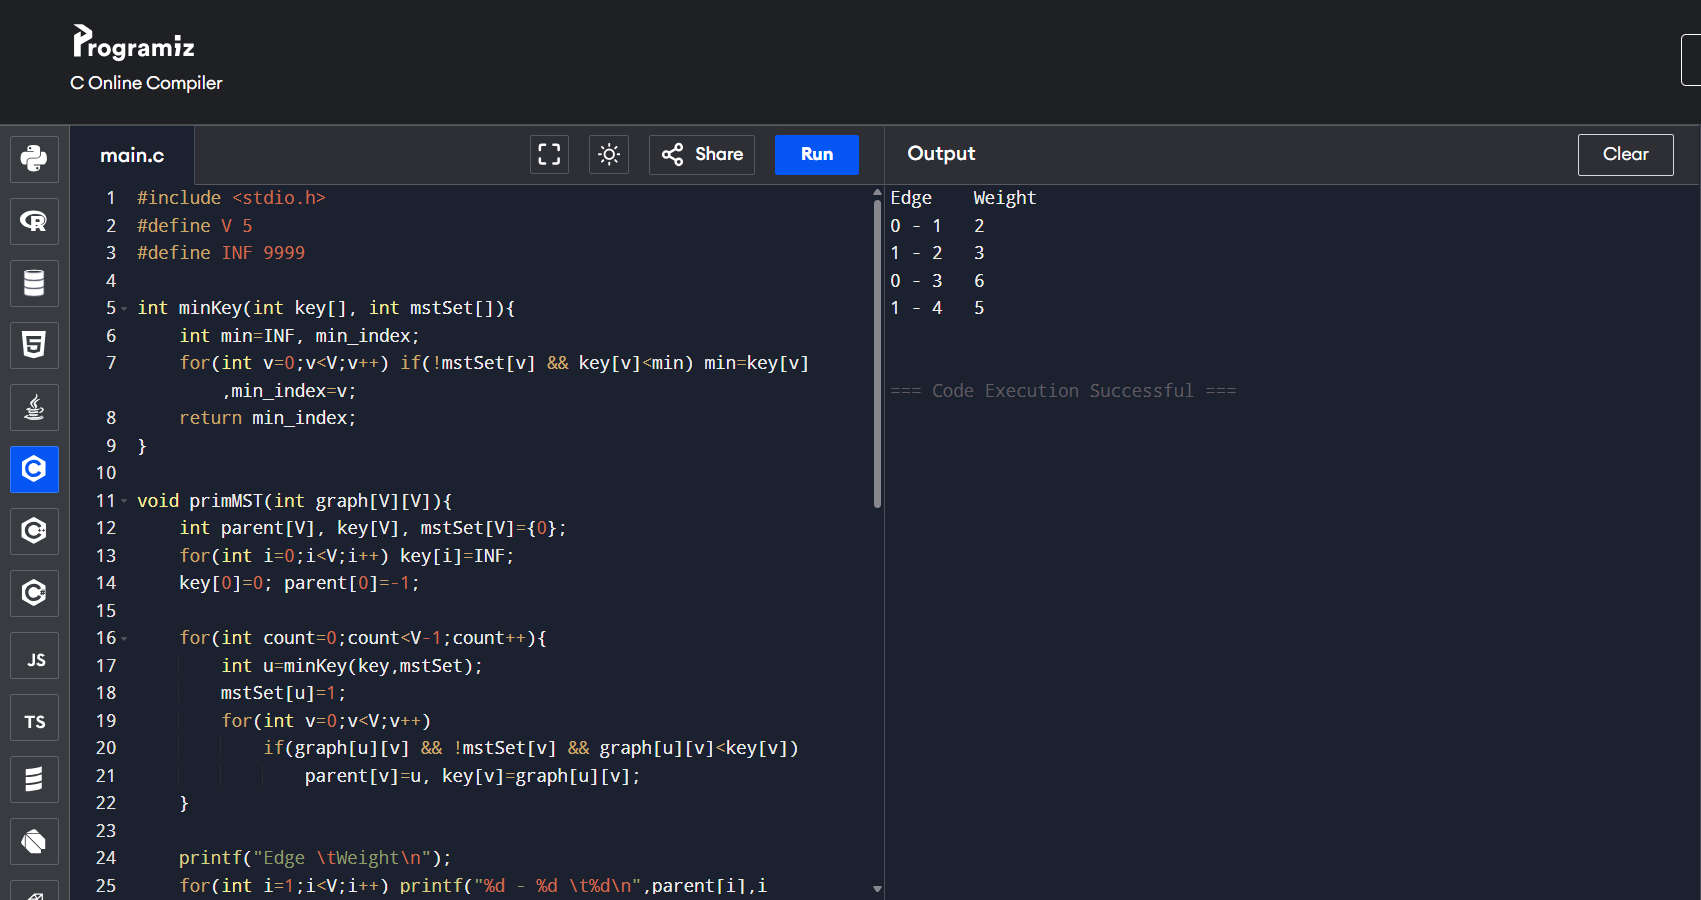 Programiz
C Online Compiler
main.c
Share
Run
Output
Clear
1 #include <stdio.h>
2 #define V 5
3 #define INF 9999
4
5 int minKey(int key[], int mstSet[]){
6     int min=INF, min_index;
7     for(int v=0;v<V;v++) if(!mstSet[v] && key[v]<min) min=key[v]
        ,min_index=v;
8     return min_index;
9 }
10
11 void primMST(int graph[V][V]){
12     int parent[V], key[V], mstSet[V]={0};
13     for(int i=0;i<V;i++) key[i]=INF;
14     key[0]=0; parent[0]=-1;
15
16     for(int count=0;count<V-1;count++){
17         int u=minKey(key,mstSet);
18         mstSet[u]=1;
19         for(int v=0;v<V;v++)
20             if(graph[u][v] && !mstSet[v] && graph[u][v]<key[v])
21                 parent[v]=u, key[v]=graph[u][v];
22     }
23
24     printf("Edge \tWeight\n");
25     for(int i=1;i<V;i++) printf("%d - %d \t%d\n",parent[i],i
Edge    Weight
0 - 1   2
1 - 2   3
0 - 3   6
1 - 4   5
=== Code Execution Successful ===
JS
TS